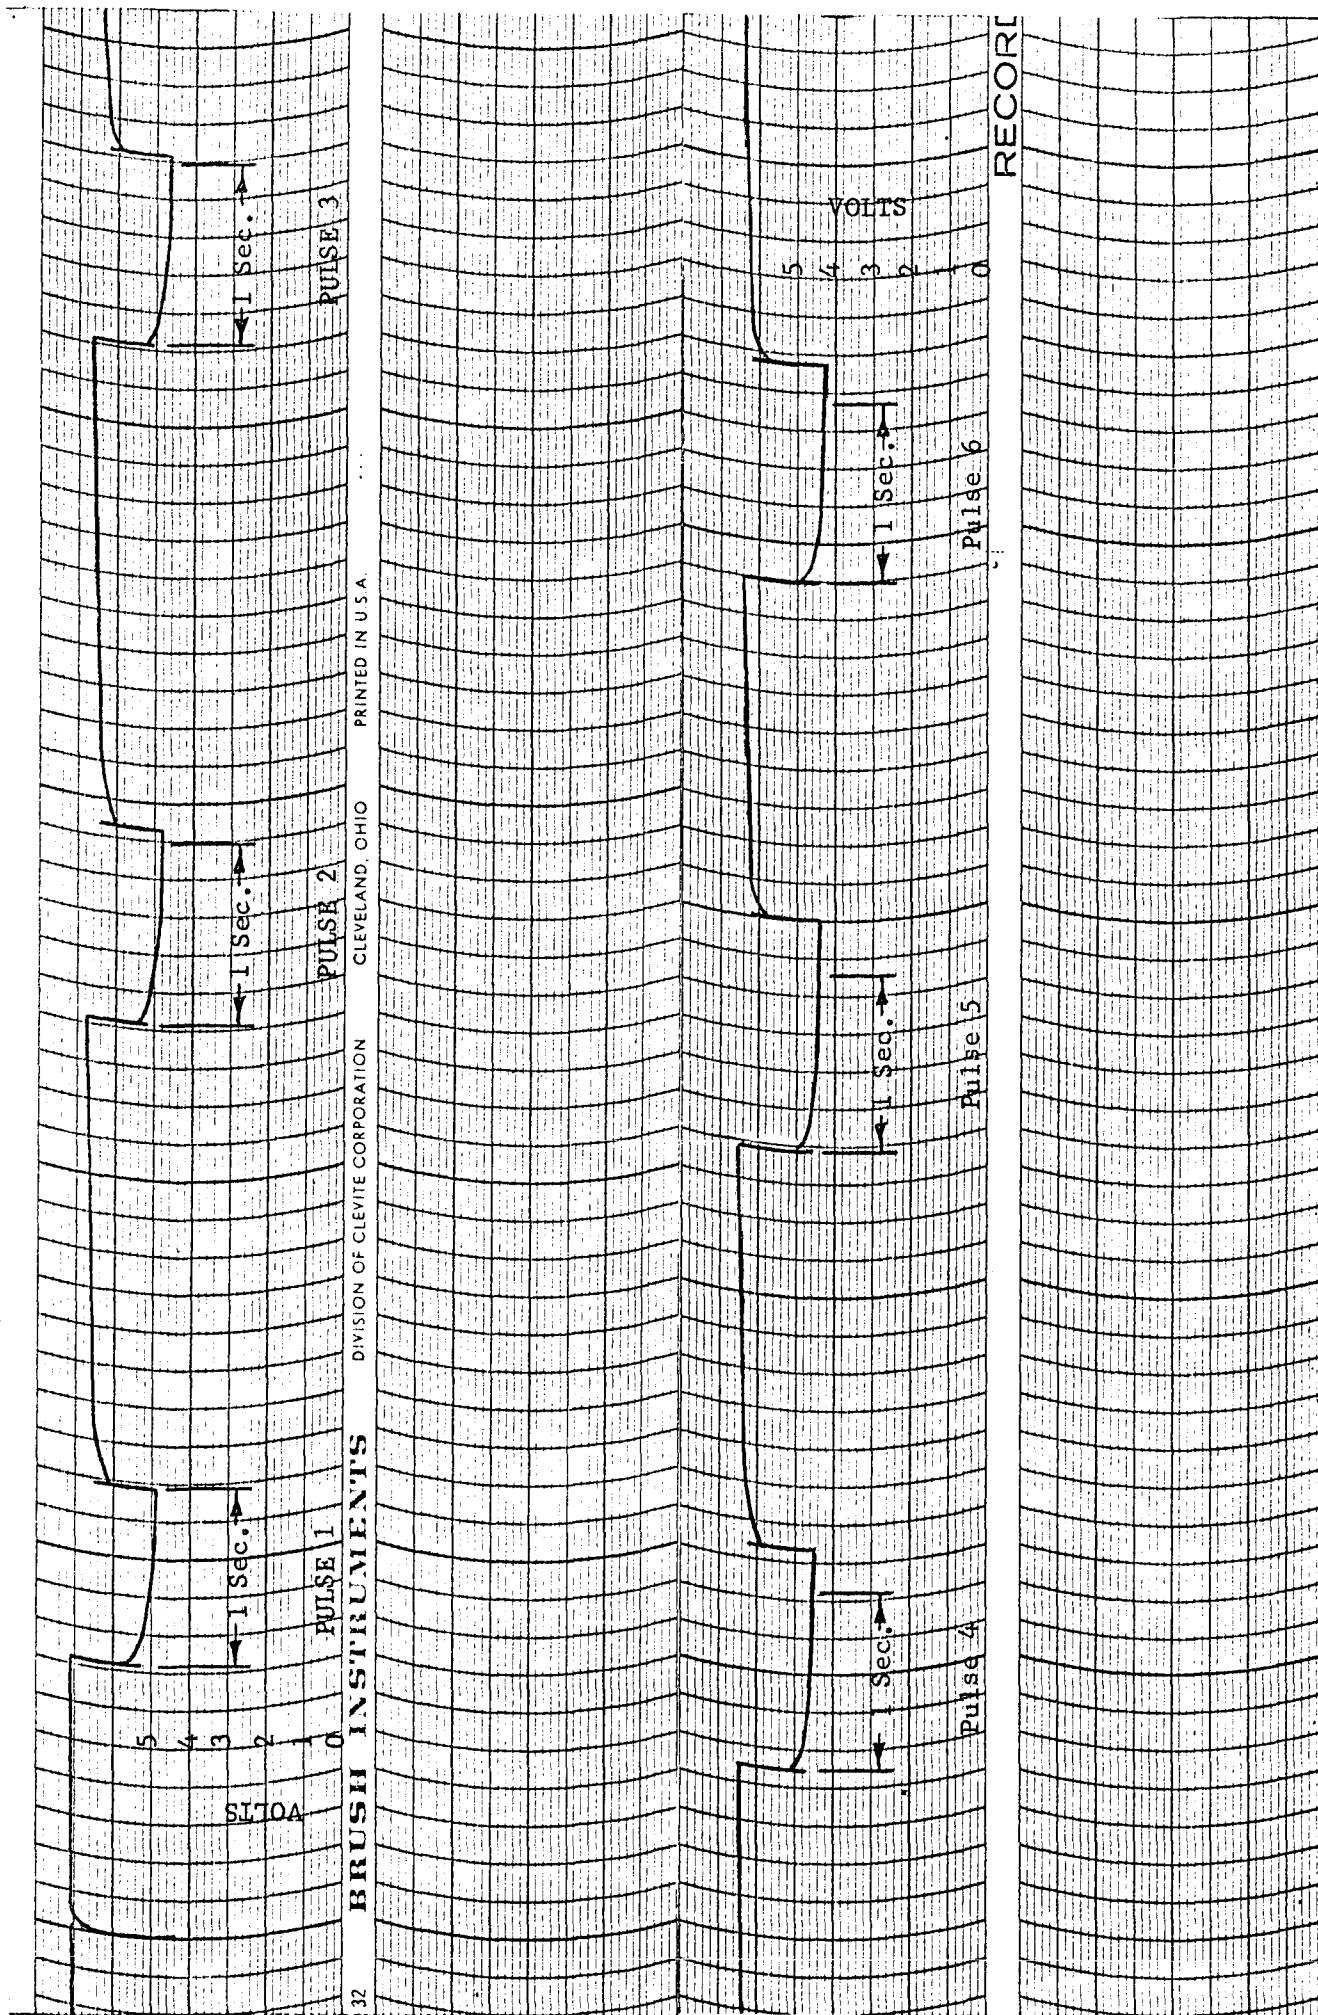 VOLTS
5
4
3
2
1
0
1 Sec.
PULSE 1
1 Sec.
PULSE 2
1 Sec.
PULSE 3
32 BRUSH INSTRUMENTS DIVISION OF CLEVITE CORPORATION CLEVELAND, OHIO PRINTED IN U.S.A.
1 Sec.
Pulse 4
1 Sec.
Pulse 5
1 Sec.
Pulse 6
VOLTS
5
4
3
2
1
0
RECORD